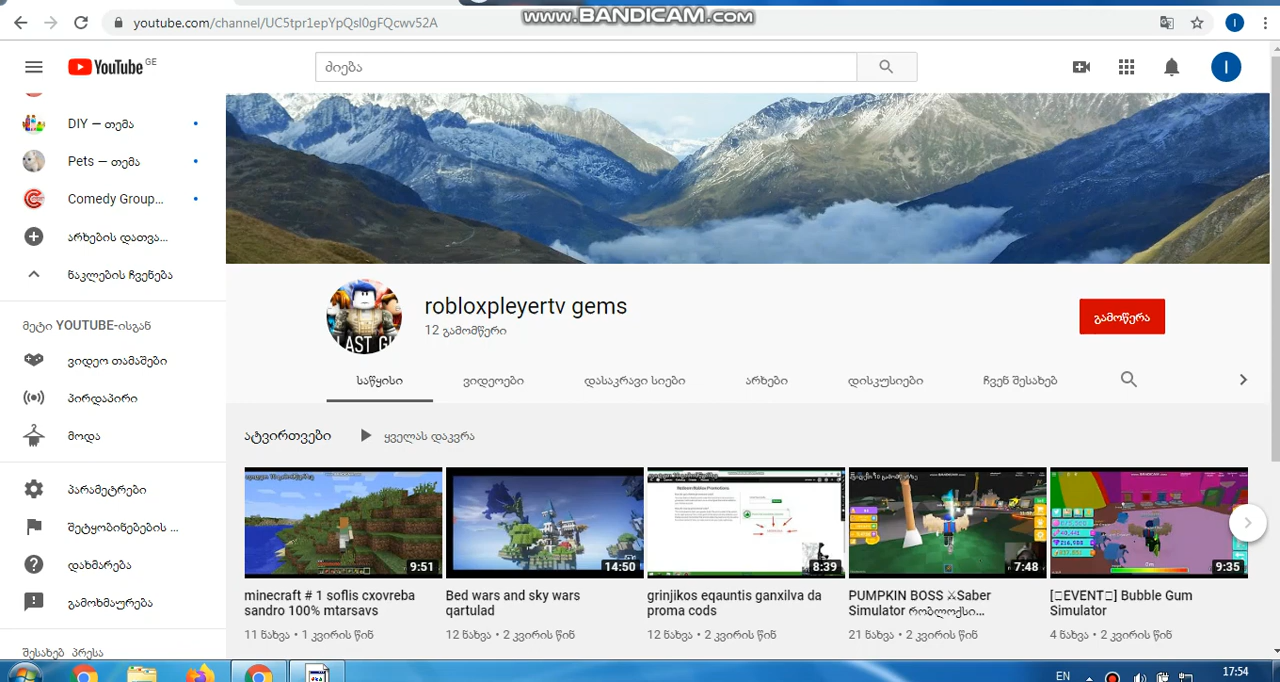 youtube.com/channel/UC5tpr1epYpQsl0gFQcwv52A
WWW.BANDICAM.COM
YouTube GE
ძიება
I
DIY — თემა
Pets — თემა
Comedy Group...
არხების დათვა...
ნაკლების ჩვენება
მეტი YOUTUBE-ისგან
ვიდეო თამაშები
პირდაპირი
მოდა
პარამეტრები
შეტყობინებების ...
დახმარება
გამოხმაურება
შესახებ პრესა
LAST GU
robloxpleyertv gems
12 გამომწერი
გამოწერა
საწყისი
ვიდეოები
დასაკრავი სიები
არხები
დისკუსიები
ჩვენ შესახებ
ატვირთვები
ყველას დაკვრა
9:51
14:50
8:39
7:48
9:35
minecraft # 1 soflis cxovreba
sandro 100% mtarsavs
11 ნახვა • 1 კვირის წინ
Bed wars and sky wars
qartulad
12 ნახვა • 2 კვირის წინ
grinjikos eqauntis ganxilva da
proma cods
12 ნახვა • 2 კვირის წინ
PUMPKIN BOSS ⚔Saber
Simulator რობლოქსი...
21 ნახვა • 2 კვირის წინ
[▯EVENT▯] Bubble Gum
Simulator
4 ნახვა • 2 კვირის წინ
EN
17:54